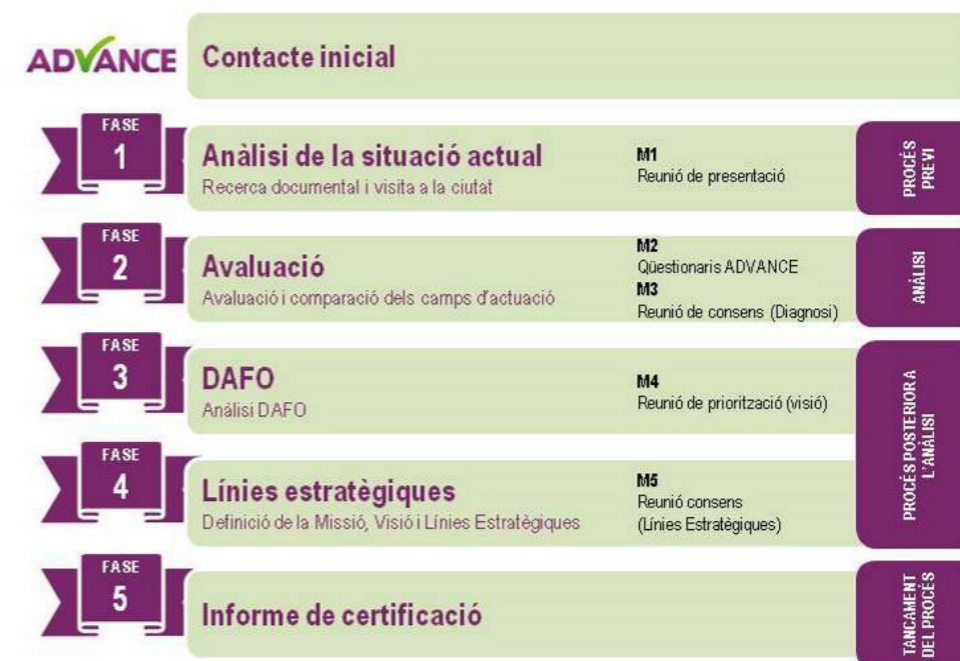 ADVANCE
Contacte inicial
FASE
1
Anàlisi de la situació actual
Recerca documental i visita a la ciutat
M1
Reunió de presentació
PROCÉS
PREVI
FASE
2
Avaluació
Avaluació i comparació dels camps d'actuació
M2
Qüestionaris ADVANCE
M3
Reunió de consens (Diagnosi)
ANÀLISI
FASE
3
DAFO
Anàlisi DAFO
M4
Reunió de priorització (visió)
PROCÉS POSTERIOR A
L'ANÀLISI
FASE
4
Línies estratègiques
Definició de la Missió, Visió i Línies Estratègiques
M5
Reunió consens
(Línies Estratègiques)
FASE
5
Informe de certificació
TANCAMENT
DEL PROCÉS